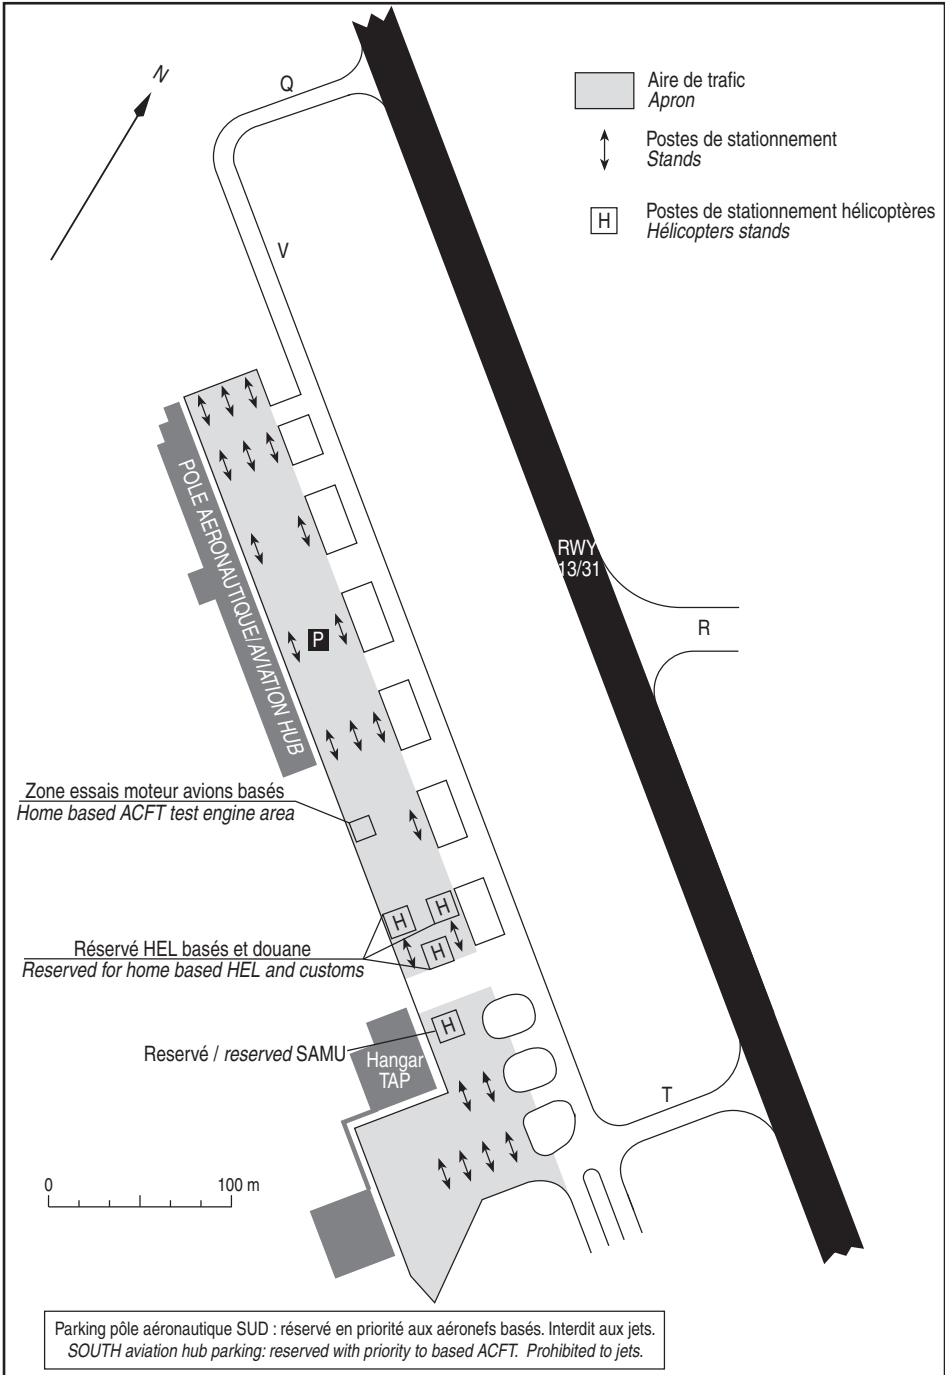 N
Q
Aire de trafic
Apron
Postes de stationnement
Stands
H
Postes de stationnement hélicoptères
Hélicopters stands
V
POLE AERONAUTIQUE/AVIATION HUB
RWY
13/31
R
P
Zone essais moteur avions basés
Home based ACFT test engine area
H
H
H
Réservé HEL basés et douane
Reserved for home based HEL and customs
H
Reservé / reserved SAMU
Hangar
TAP
T
0
100 m
Parking pôle aéronautique SUD : réservé en priorité aux aéronefs basés. Interdit aux jets.
SOUTH aviation hub parking: reserved with priority to based ACFT. Prohibited to jets.